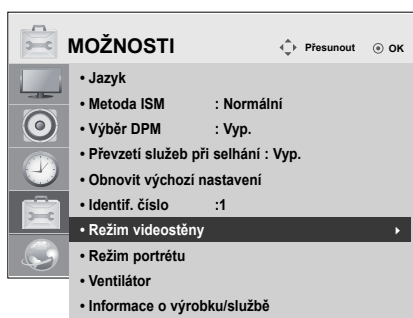 MOŽNOSTI Přesunout OK
• Jazyk
• Metoda ISM : Normální
• Výběr DPM : Vyp.
• Převzetí služeb při selhání : Vyp.
• Obnovit výchozí nastavení
• Identif. číslo :1
• Režim videostěny
• Režim portrétu
• Ventilátor
• Informace o výrobku/službě